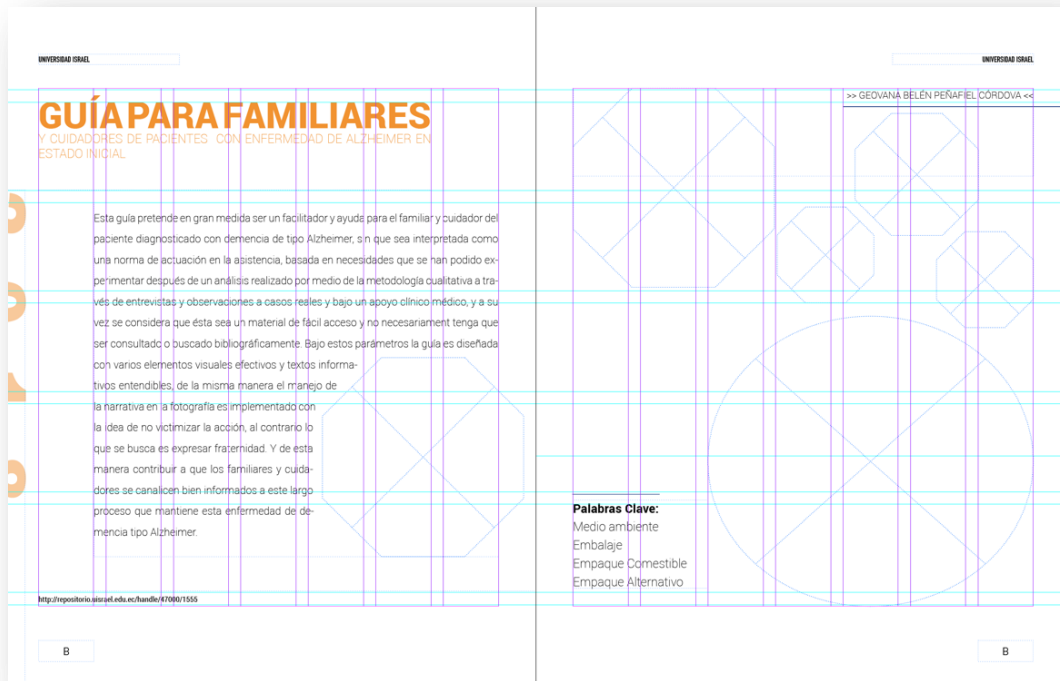 UNIVERSIDAD ISRAEL
GUÍA PARA FAMILIARES
Y CUIDADORES DE PACIENTES CON ENFERMEDAD DE ALZHEIMER EN
ESTADO INICIAL
Esta guía pretende en gran medida ser un facilitador y ayuda para el familiar y cuidador del
paciente diagnosticado con demencia de tipo Alzheimer, sin que sea interpretada como
una norma de actuación en la asistencia, basada en necesidades que se han podido ex-
perimentar después de un análisis realizado por medio de la metodología cualitativa a tra-
vés de entrevistas y observaciones a casos reales y bajo un apoyo clínico médico, y a su
vez se considera que ésta sea un material de fácil acceso y no necesariament tenga que
ser consultado o buscado bibliográficamente. Bajo estos parámetros la guía es diseñada
con varios elementos visuales efectivos y textos informa-
tivos entendibles, de la misma manera el manejo de
la narrativa en la fotografía es implementado con
la idea de no victimizar la acción, al contrario lo
que se busca es expresar fraternidad. Y de esta
manera contribuir a que los familiares y cuida-
dores se canalicen bien informados a este largo
proceso que mantiene esta enfermedad de de-
mencia tipo Alzheimer.
http://repositorio.uisrael.edu.ec/handle/47000/1555
B
UNIVERSIDAD ISRAEL
>> GEOVANA BELÉN PEÑAFIEL CÓRDOVA <<
Palabras Clave:
Medio ambiente
Embalaje
Empaque Comestible
Empaque Alternativo
B